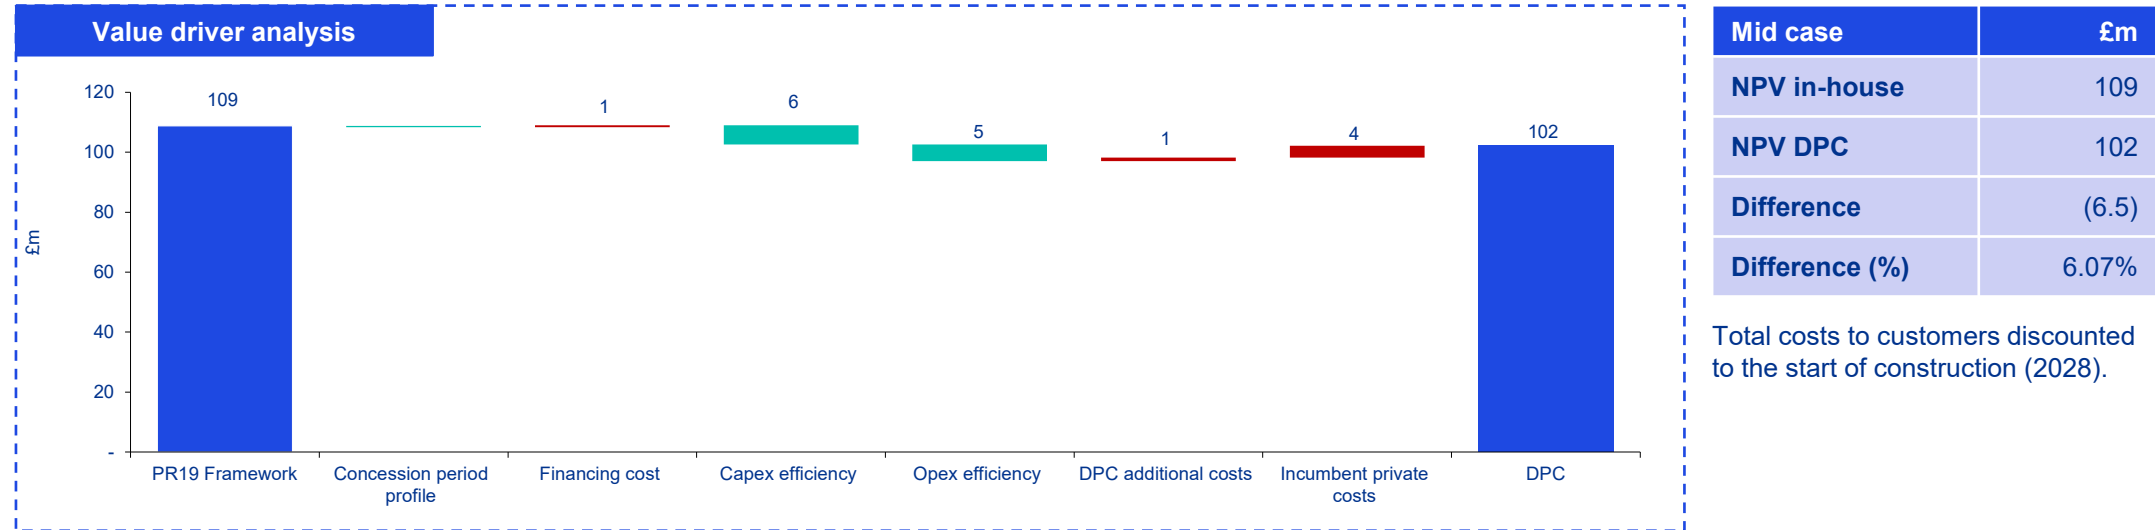 Value driver analysis
120
100
80
60
40
20
-
£m
109
1
6
5
1
4
102
PR19 Framework
Concession period
profile
Financing cost
Capex efficiency
Opex efficiency
DPC additional costs
Incumbent private
costs
DPC
Mid case £m
NPV in-house 109
NPV DPC 102
Difference (6.5)
Difference (%) 6.07%
Total costs to customers discounted
to the start of construction (2028).